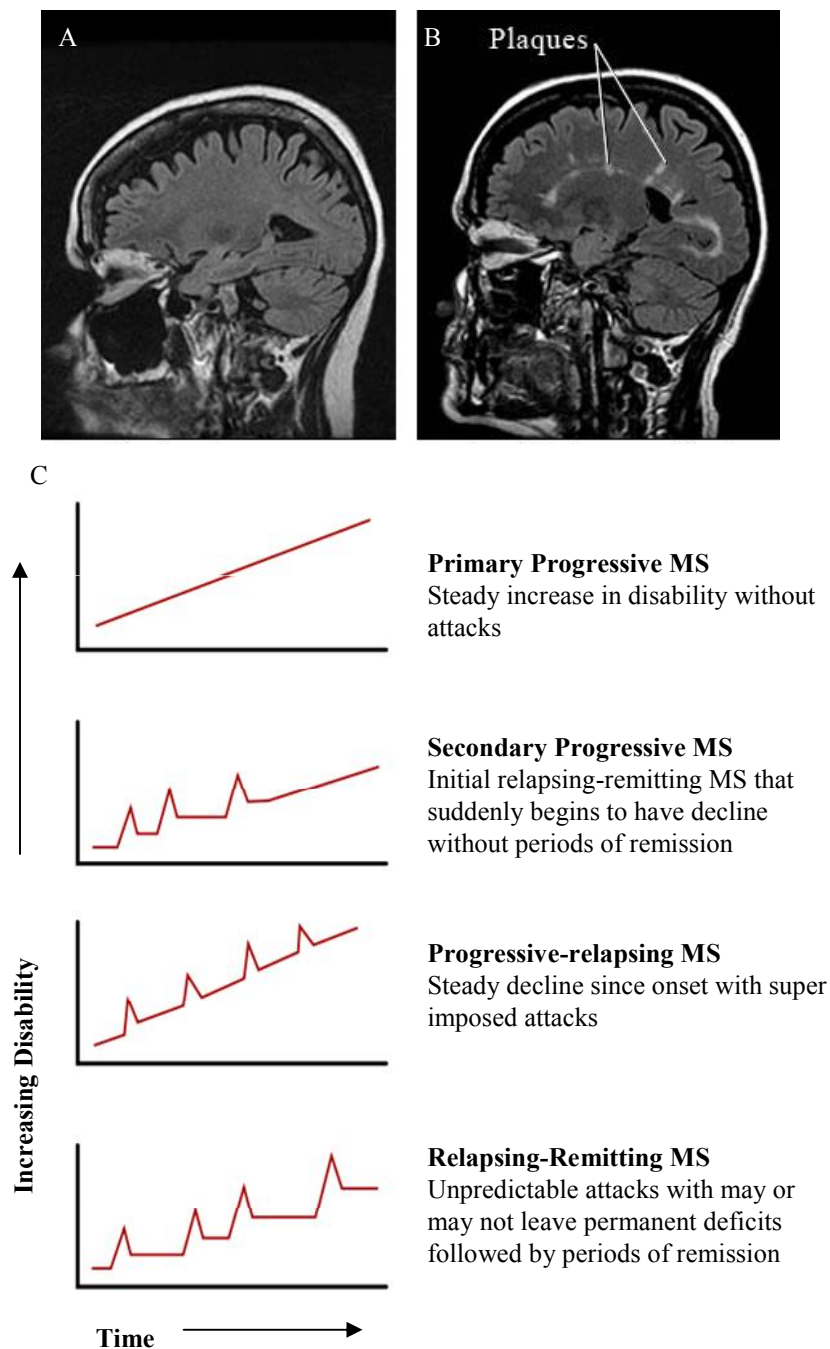 A
B
Plaques
C
Primary Progressive MS
Steady increase in disability without
attacks
Secondary Progressive MS
Initial relapsing-remitting MS that
suddenly begins to have decline
without periods of remission
Progressive-relapsing MS
Steady decline since onset with super
imposed attacks
Relapsing-Remitting MS
Unpredictable attacks with may or
may not leave permanent deficits
followed by periods of remission
Increasing Disability
Time